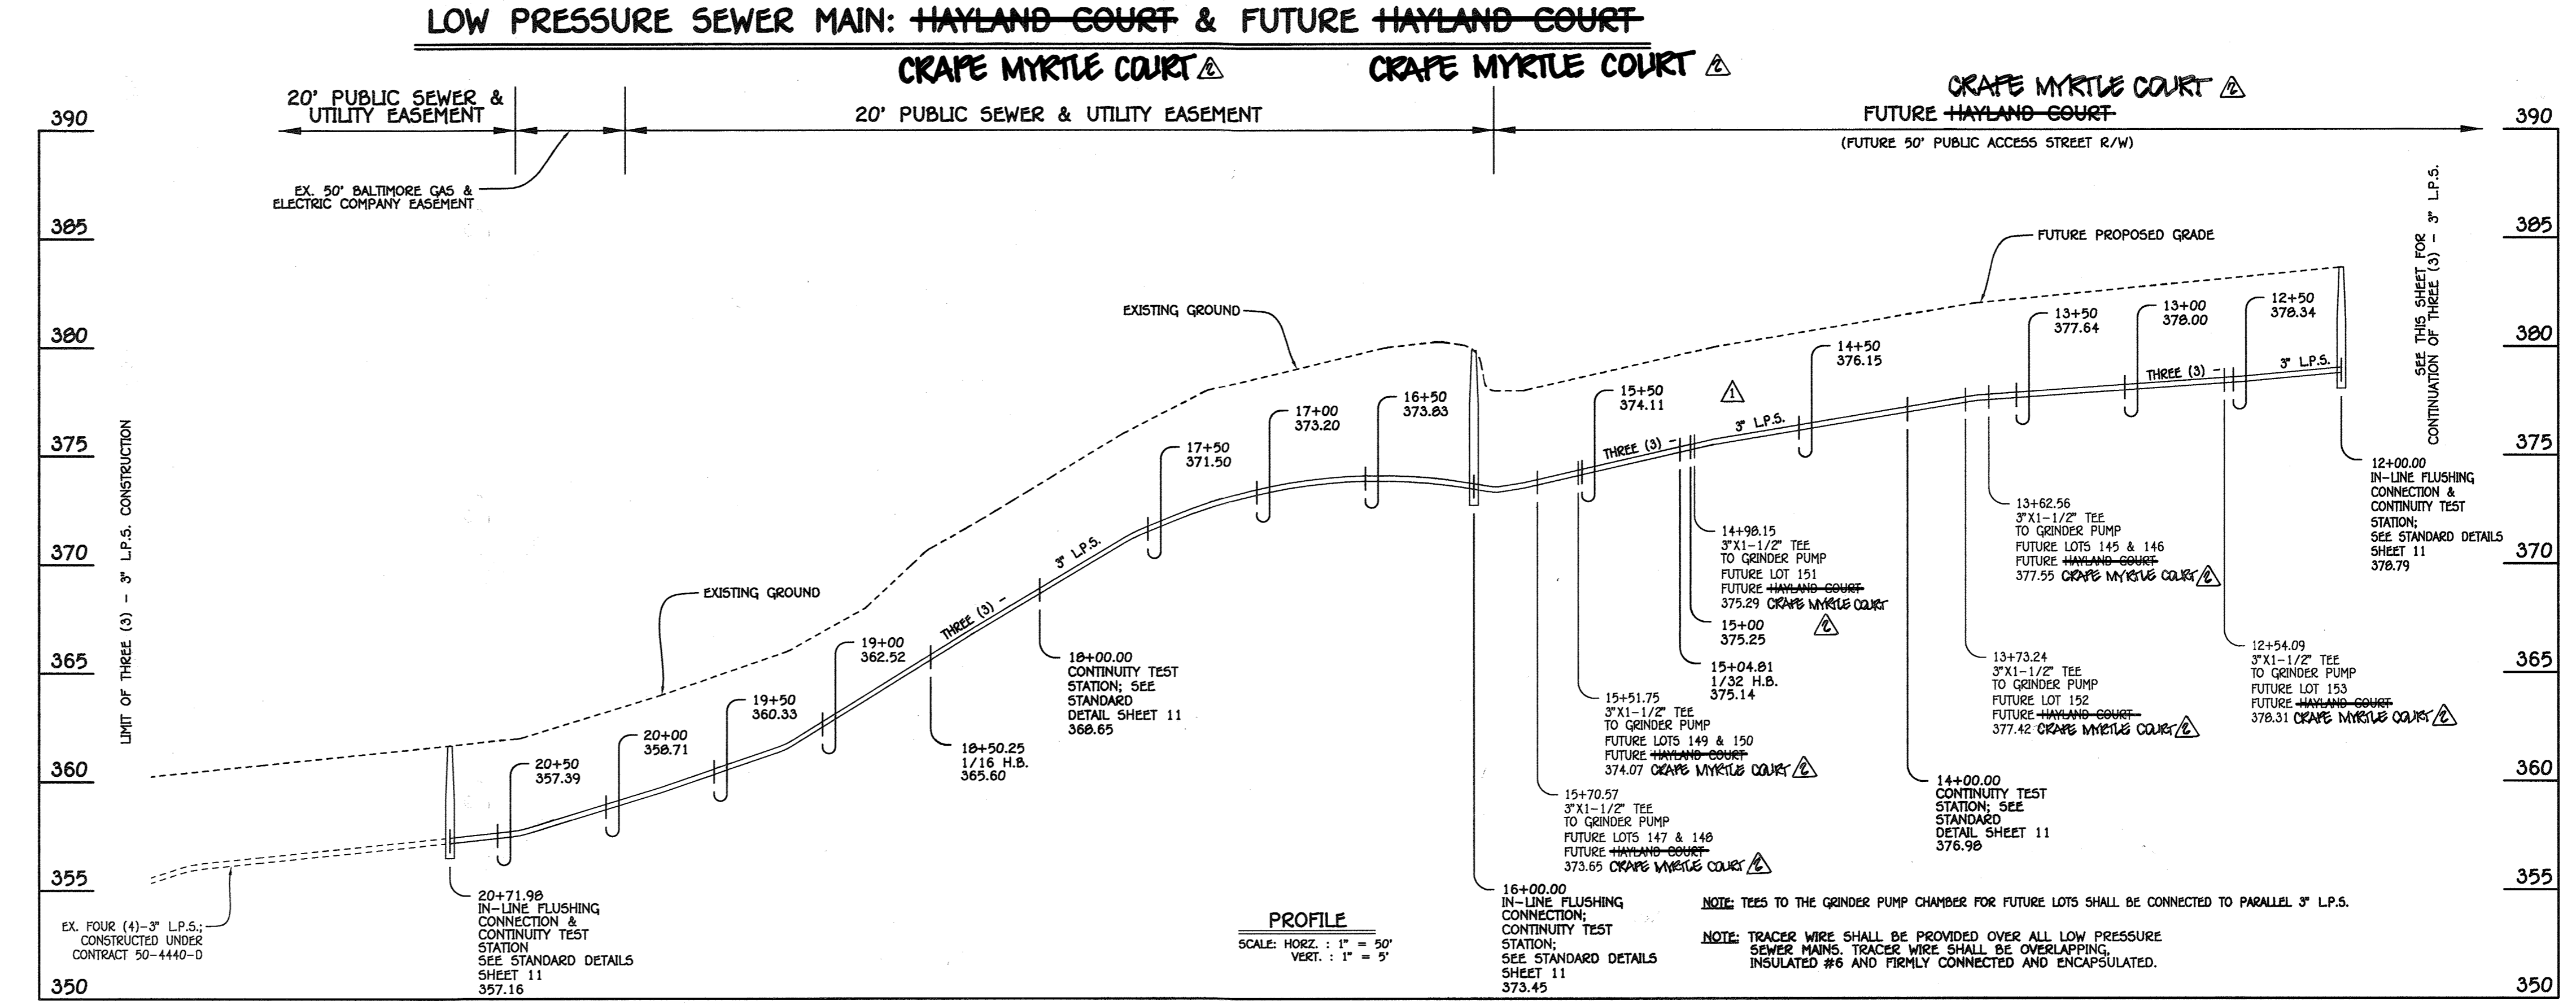 LOW PRESSURE SEWER MAIN: HAYLAND COURT & FUTURE HAYLAND COURT
CRAPE MYRTLE COURT 2
CRAPE MYRTLE COURT 2
20' PUBLIC SEWER &
UTILITY EASEMENT
20' PUBLIC SEWER & UTILITY EASEMENT
CRAPE MYRTLE COURT 2
FUTURE HAYLAND COURT
(FUTURE 50' PUBLIC ACCESS STREET R/W)
EX. 50' BALTIMORE GAS &
ELECTRIC COMPANY EASEMENT
390
385
380
375
370
365
360
355
350
390
385
380
375
370
365
360
355
350
LIMIT OF THREE (3) - 3" L.P.S. CONSTRUCTION
SEE THIS SHEET FOR
CONTINUATION OF THREE (3) - 3" L.P.S.
EXISTING GROUND
EXISTING GROUND
FUTURE PROPOSED GRADE
EX. FOUR (4)-3" L.P.S.;
CONSTRUCTED UNDER
CONTRACT 50-4440-D
20+71.98
IN-LINE FLUSHING
CONNECTION &
CONTINUITY TEST
STATION
SEE STANDARD DETAILS
SHEET 11
357.16
20+50
357.39
20+00
358.71
19+50
360.33
19+00
362.52
18+50.25
1/16 H.B.
365.60
THREE (3) -
3" L.P.S.
18+00.00
CONTINUITY TEST
STATION; SEE
STANDARD
DETAIL SHEET 11
368.65
17+50
371.50
17+00
373.20
16+50
373.83
16+00.00
IN-LINE FLUSHING
CONNECTION;
CONTINUITY TEST
STATION;
SEE STANDARD DETAILS
SHEET 11
373.45
15+70.57
3"X1-1/2" TEE
TO GRINDER PUMP
FUTURE LOTS 147 & 148
FUTURE HAYLAND COURT
373.65 CRAPE MYRTLE COURT 2
15+51.75
3"X1-1/2" TEE
TO GRINDER PUMP
FUTURE LOTS 149 & 150
FUTURE HAYLAND COURT
374.07 CRAPE MYRTLE COURT 2
15+50
374.11
1
THREE (3) -
3" L.P.S.
15+04.81
1/32 H.B.
375.14
15+00
375.25
2
14+98.15
3"X1-1/2" TEE
TO GRINDER PUMP
FUTURE LOT 151
FUTURE HAYLAND COURT
375.29 CRAPE MYRTLE COURT
14+50
376.15
14+00.00
CONTINUITY TEST
STATION; SEE
STANDARD
DETAIL SHEET 11
376.98
13+73.24
3"X1-1/2" TEE
TO GRINDER PUMP
FUTURE LOT 152
FUTURE HAYLAND COURT
377.42 CRAPE MYRTLE COURT 2
13+62.56
3"X1-1/2" TEE
TO GRINDER PUMP
FUTURE LOTS 145 & 146
FUTURE HAYLAND COURT
377.55 CRAPE MYRTLE COURT 2
13+50
377.64
13+00
378.00
THREE (3) -
3" L.P.S.
12+54.09
3"X1-1/2" TEE
TO GRINDER PUMP
FUTURE LOT 153
FUTURE HAYLAND COURT
378.31 CRAPE MYRTLE COURT 2
12+50
378.34
12+00.00
IN-LINE FLUSHING
CONNECTION &
CONTINUITY TEST
STATION;
SEE STANDARD DETAILS
SHEET 11
378.79
PROFILE
SCALE: HORZ. : 1" = 50'
VERT. : 1" = 5'
NOTE: TEES TO THE GRINDER PUMP CHAMBER FOR FUTURE LOTS SHALL BE CONNECTED TO PARALLEL 3" L.P.S.
NOTE: TRACER WIRE SHALL BE PROVIDED OVER ALL LOW PRESSURE
SEWER MAINS. TRACER WIRE SHALL BE OVERLAPPING,
INSULATED #6 AND FIRMLY CONNECTED AND ENCAPSULATED.